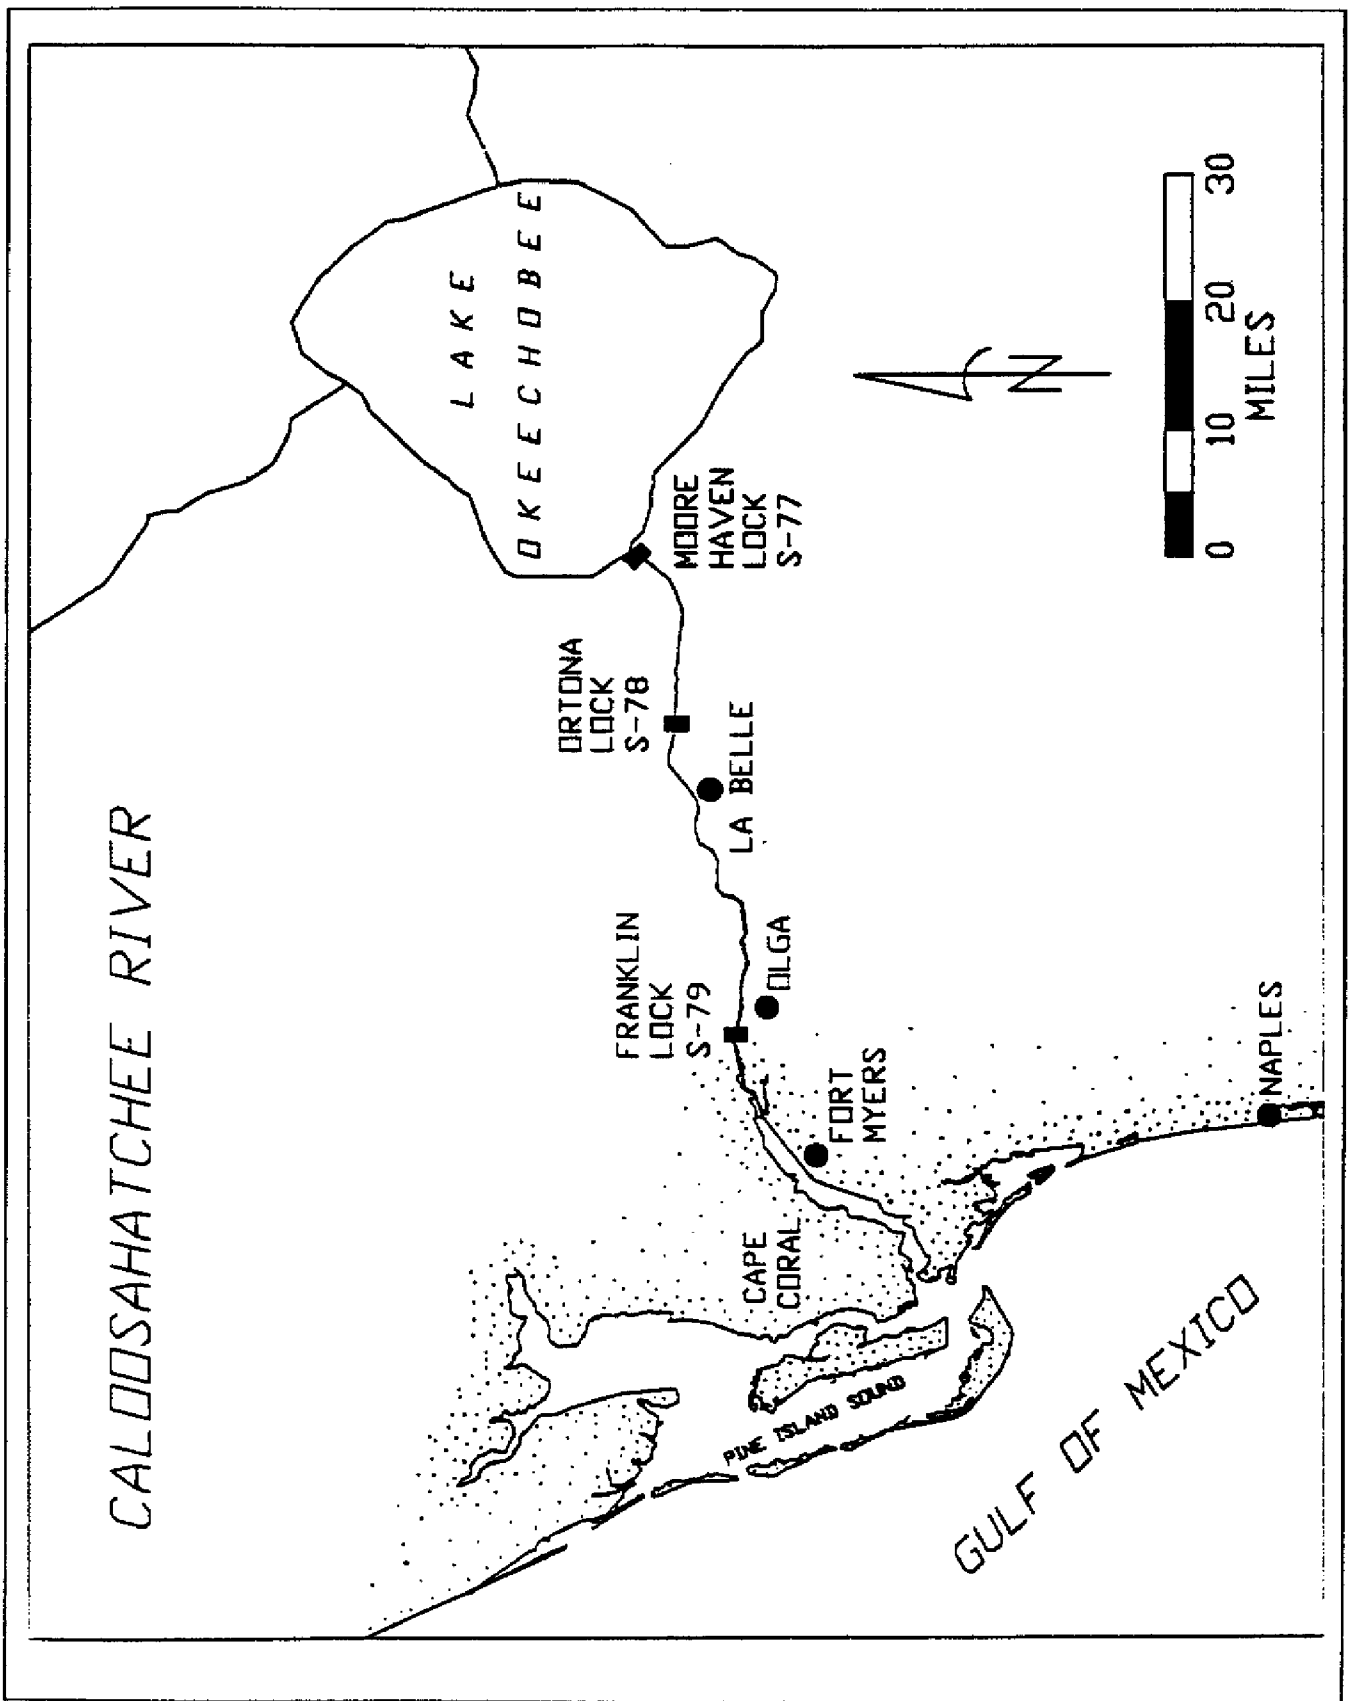 CALOOSAHATCHEE RIVER
LAKE
OKEECHOBEE
ORTONA
LOCK
S-78
MOORE
HAVEN
LOCK
S-77
FRANKLIN
LOCK
S-79
LA BELLE
OLGA
FORT
MYERS
CAPE
CORAL
PINE ISLAND SOUND
NAPLES
GULF OF MEXICO
N
0 10 20 30
MILES